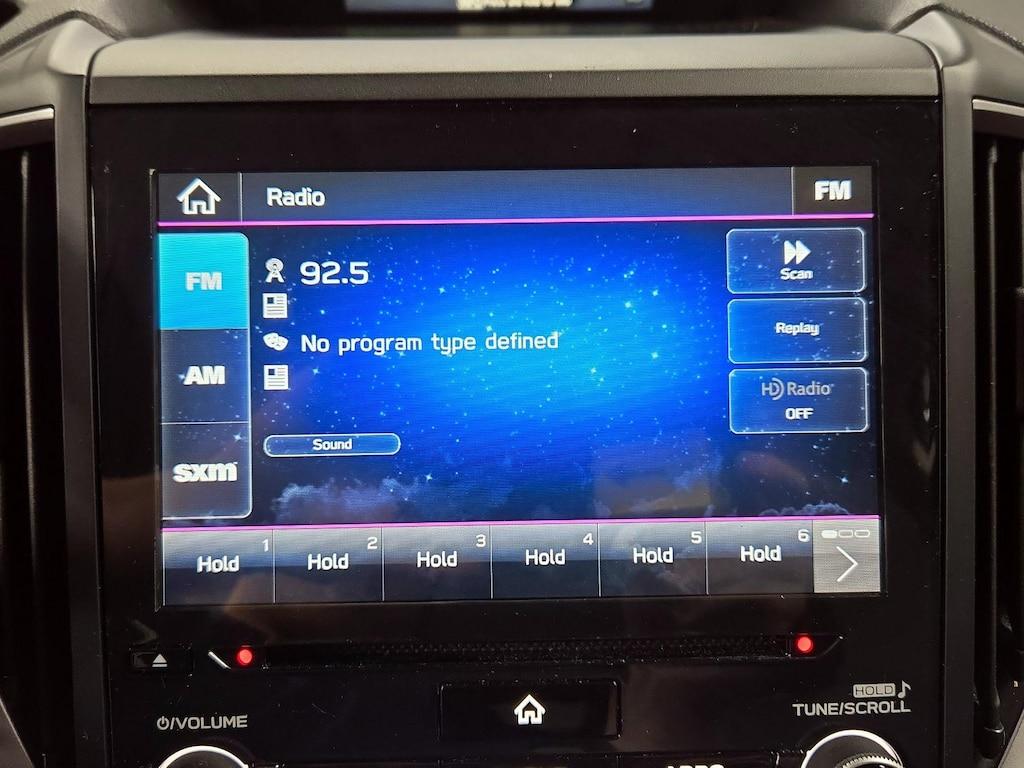 Radio
FM
FM
AM
sxm
92.5
No program type defined
Sound
Scan
Replay
HD Radio
OFF
1 2 3 4 5 6
Hold Hold Hold Hold Hold Hold
/VOLUME
HOLD
TUNE/SCROLL